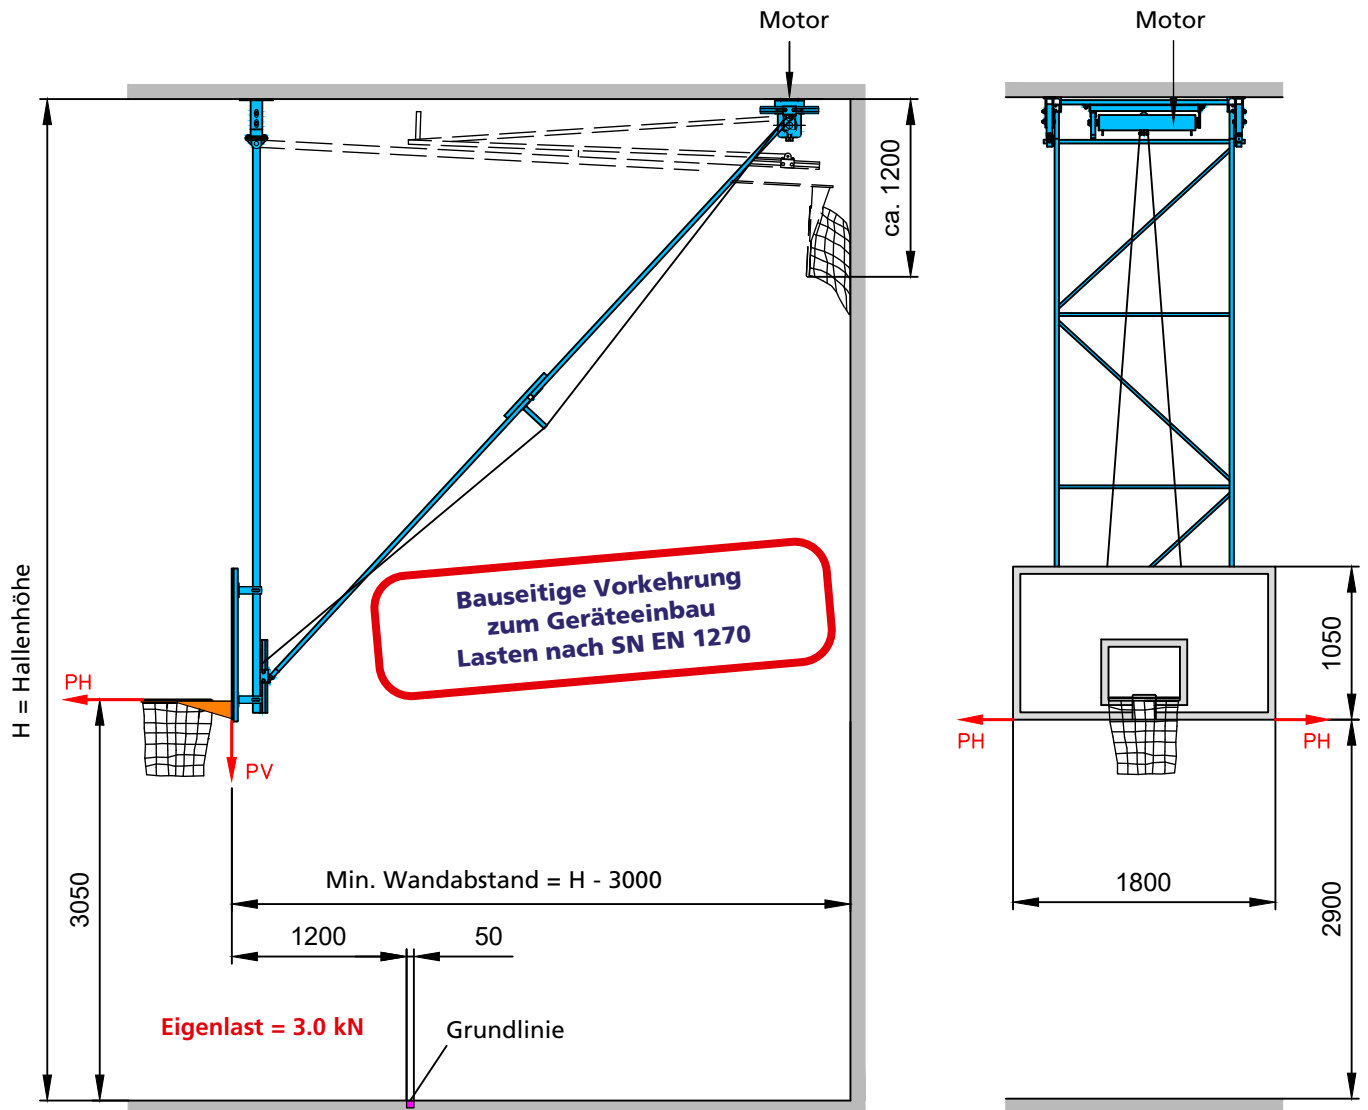 Motor
Motor
ca. 1200
H = Hallenhöhe
Bauseitige Vorkehrung
zum Geräteeinbau
Lasten nach SN EN 1270
1050
PH
PV
PH
PH
3050
Min. Wandabstand = H - 3000
1800
2900
1200
50
Eigenlast = 3.0 kN
Grundlinie